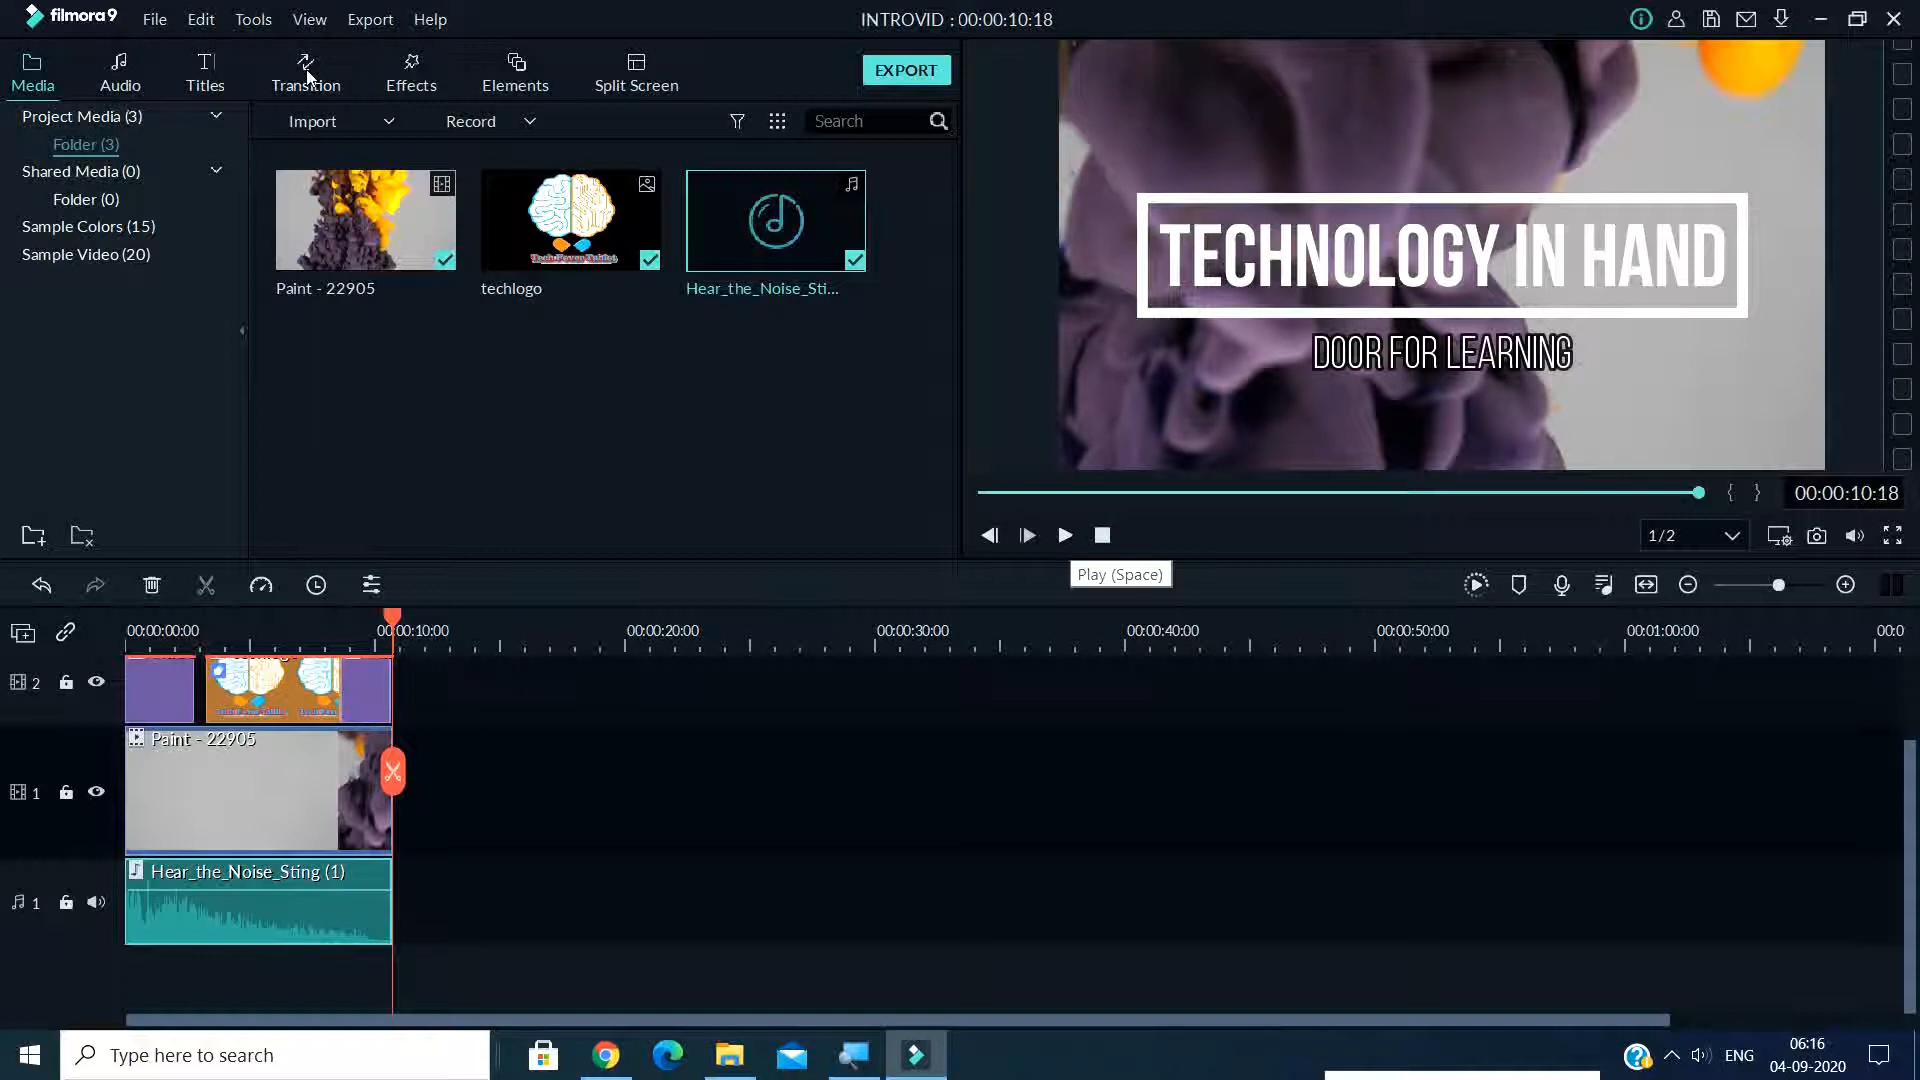 filmora9
File Edit Tools View Export Help
INTROVID : 00:00:10:18
Media Audio Titles Transition Effects Elements Split Screen
EXPORT
Project Media (3)
Folder (3)
Shared Media (0)
Folder (0)
Sample Colors (15)
Sample Video (20)
Import Record Search
Paint - 22905
techlogo
Hear_the_Noise_Sti...
TECHNOLOGY IN HAND
DOOR FOR LEARNING
00:00:10:18
1/2
Play (Space)
00:00:00:00 00:00:10:00 00:00:20:00 00:00:30:00 00:00:40:00 00:00:50:00 00:01:00:00 00:0
2
Paint - 22905
1
Hear_the_Noise_Sting (1)
1
Type here to search
ENG
06:16
04-09-2020